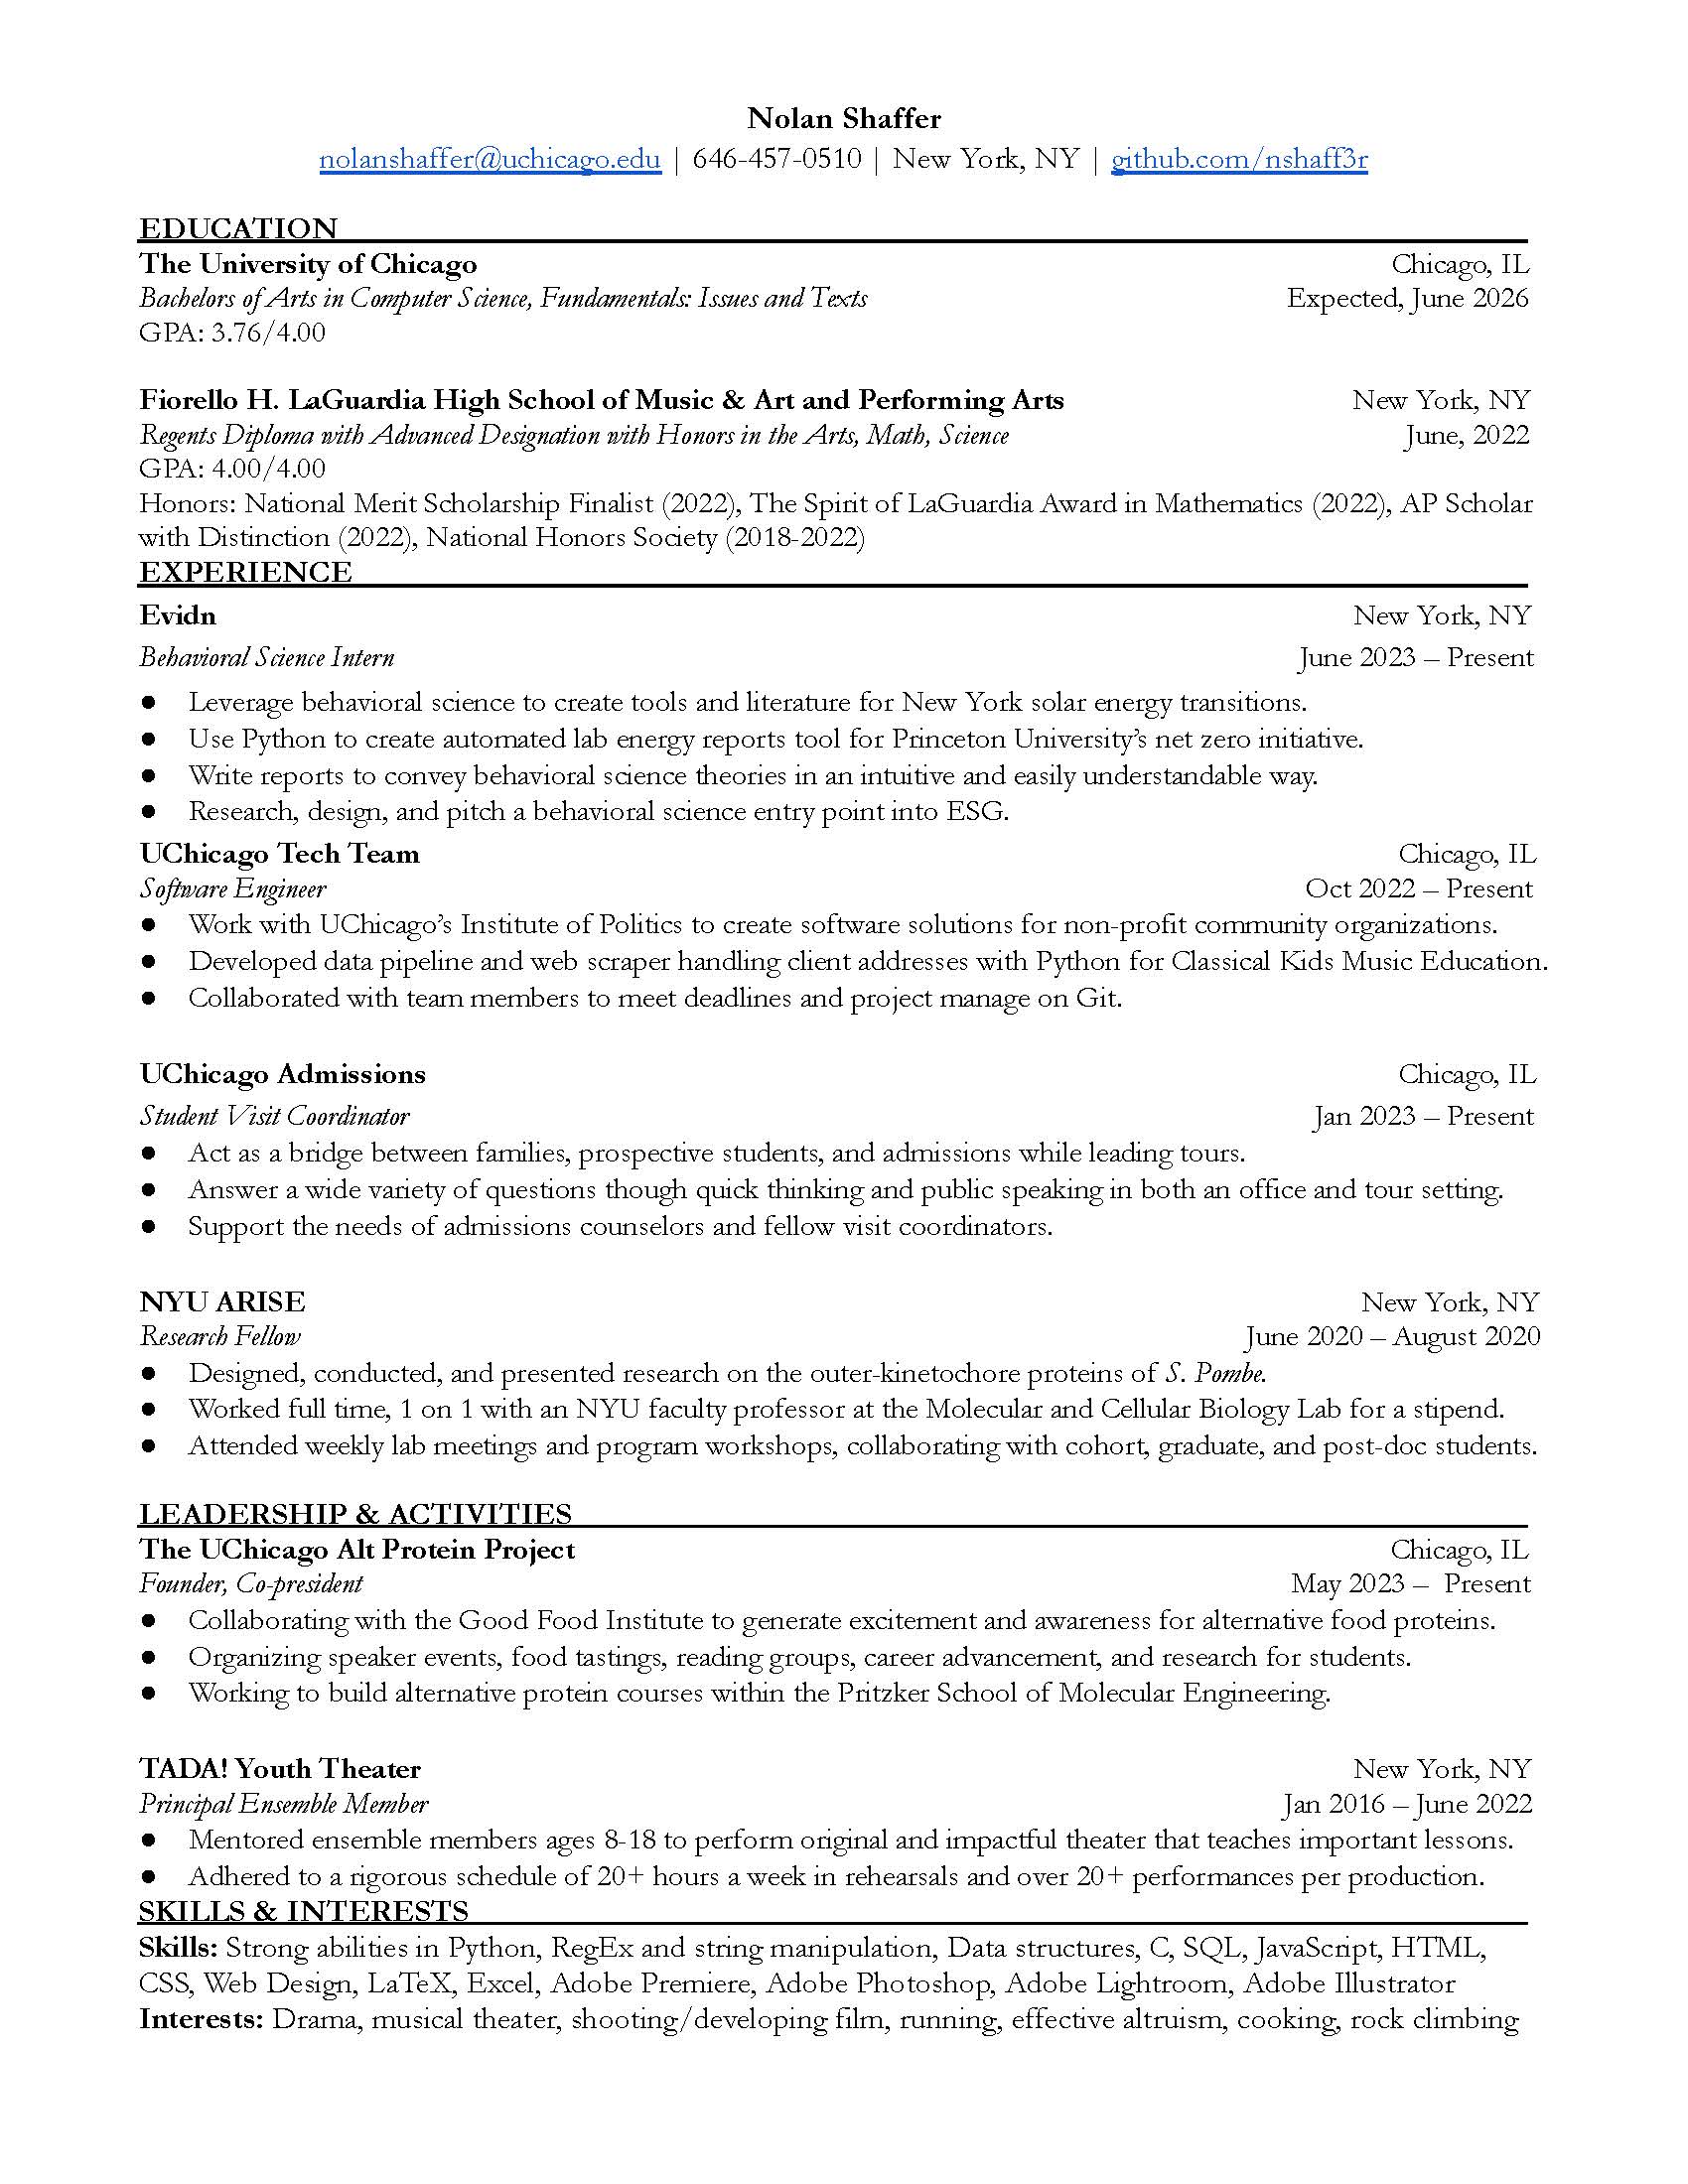 Nolan Shaffer
nolanshaffer@uchicago.edu | 646-457-0510 | New York, NY | github.com/nshaff3r
EDUCATION
The University of Chicago Chicago, IL
Bachelors of Arts in Computer Science, Fundamentals: Issues and Texts Expected, June 2026
GPA: 3.76/4.00
Fiorello H. LaGuardia High School of Music & Art and Performing Arts New York, NY
Regents Diploma with Advanced Designation with Honors in the Arts, Math, Science June, 2022
GPA: 4.00/4.00
Honors: National Merit Scholarship Finalist (2022), The Spirit of LaGuardia Award in Mathematics (2022), AP Scholar
with Distinction (2022), National Honors Society (2018-2022)
EXPERIENCE
Evidn New York, NY
Behavioral Science Intern June 2023 – Present
● Leverage behavioral science to create tools and literature for New York solar energy transitions.
● Use Python to create automated lab energy reports tool for Princeton University’s net zero initiative.
● Write reports to convey behavioral science theories in an intuitive and easily understandable way.
● Research, design, and pitch a behavioral science entry point into ESG.
UChicago Tech Team Chicago, IL
Software Engineer Oct 2022 – Present
● Work with UChicago’s Institute of Politics to create software solutions for non-profit community organizations.
● Developed data pipeline and web scraper handling client addresses with Python for Classical Kids Music Education.
● Collaborated with team members to meet deadlines and project manage on Git.
UChicago Admissions Chicago, IL
Student Visit Coordinator Jan 2023 – Present
● Act as a bridge between families, prospective students, and admissions while leading tours.
● Answer a wide variety of questions though quick thinking and public speaking in both an office and tour setting.
● Support the needs of admissions counselors and fellow visit coordinators.
NYU ARISE New York, NY
Research Fellow June 2020 – August 2020
● Designed, conducted, and presented research on the outer-kinetochore proteins of S. Pombe.
● Worked full time, 1 on 1 with an NYU faculty professor at the Molecular and Cellular Biology Lab for a stipend.
● Attended weekly lab meetings and program workshops, collaborating with cohort, graduate, and post-doc students.
LEADERSHIP & ACTIVITIES
The UChicago Alt Protein Project Chicago, IL
Founder, Co-president May 2023 – Present
● Collaborating with the Good Food Institute to generate excitement and awareness for alternative food proteins.
● Organizing speaker events, food tastings, reading groups, career advancement, and research for students.
● Working to build alternative protein courses within the Pritzker School of Molecular Engineering.
TADA! Youth Theater New York, NY
Principal Ensemble Member Jan 2016 – June 2022
● Mentored ensemble members ages 8-18 to perform original and impactful theater that teaches important lessons.
● Adhered to a rigorous schedule of 20+ hours a week in rehearsals and over 20+ performances per production.
SKILLS & INTERESTS
Skills: Strong abilities in Python, RegEx and string manipulation, Data structures, C, SQL, JavaScript, HTML,
CSS, Web Design, LaTeX, Excel, Adobe Premiere, Adobe Photoshop, Adobe Lightroom, Adobe Illustrator
Interests: Drama, musical theater, shooting/developing film, running, effective altruism, cooking, rock climbing